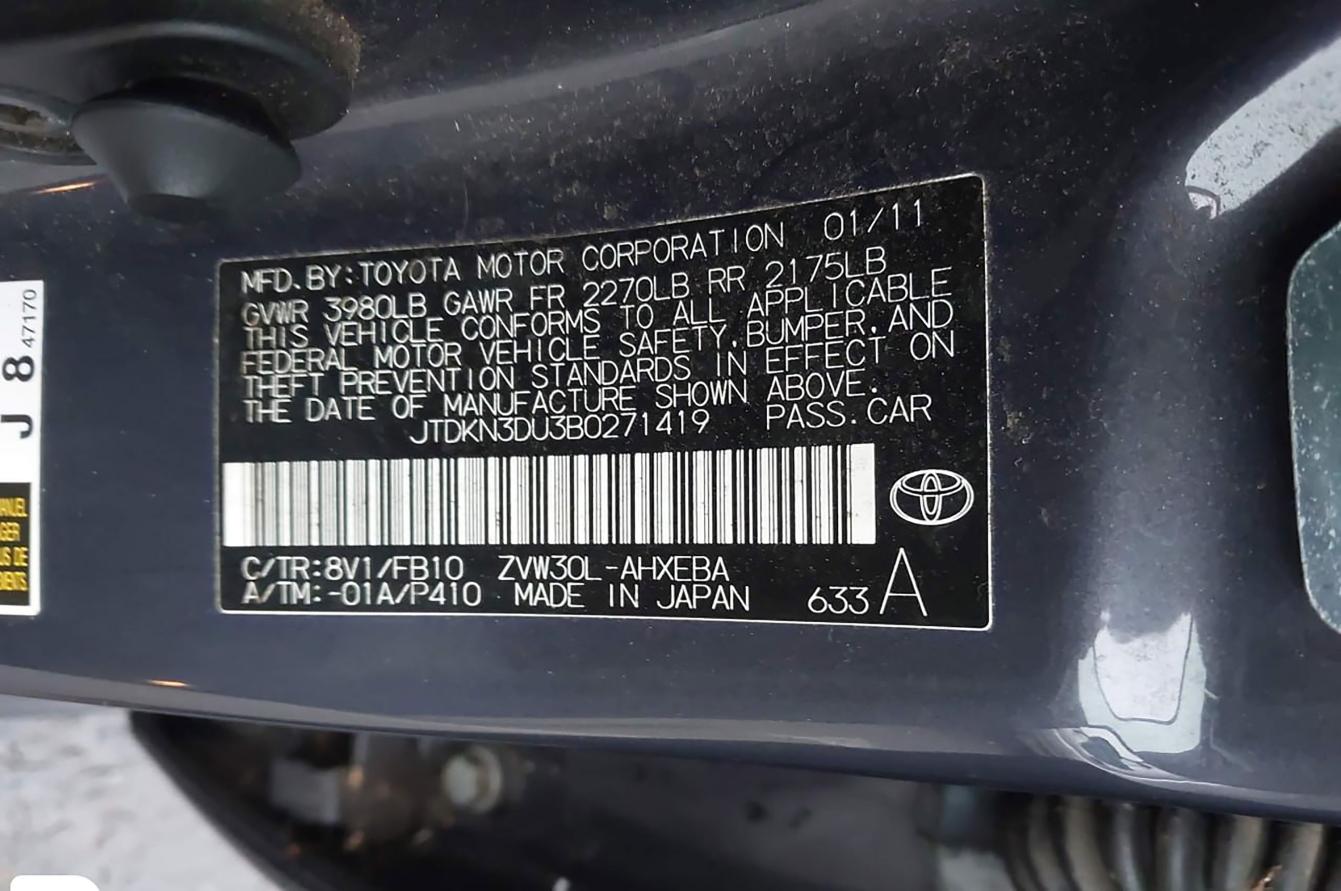 MFD. BY: TOYOTA MOTOR CORPORATION 01/11
GVWR 3980LB GAWR FR 2270LB RR 2175LB
THIS VEHICLE CONFORMS TO ALL APPLICABLE
FEDERAL MOTOR VEHICLE SAFETY, BUMPER, AND
THEFT PREVENTION STANDARDS IN EFFECT ON
THE DATE OF MANUFACTURE SHOWN ABOVE.
JTDKN3DU3B0271419 PASS. CAR
C/TR: 8V1/FB10 ZVW30L-AHXEBA
A/TM: -01A/P410 MADE IN JAPAN 633 A
J 8 47170
US DE